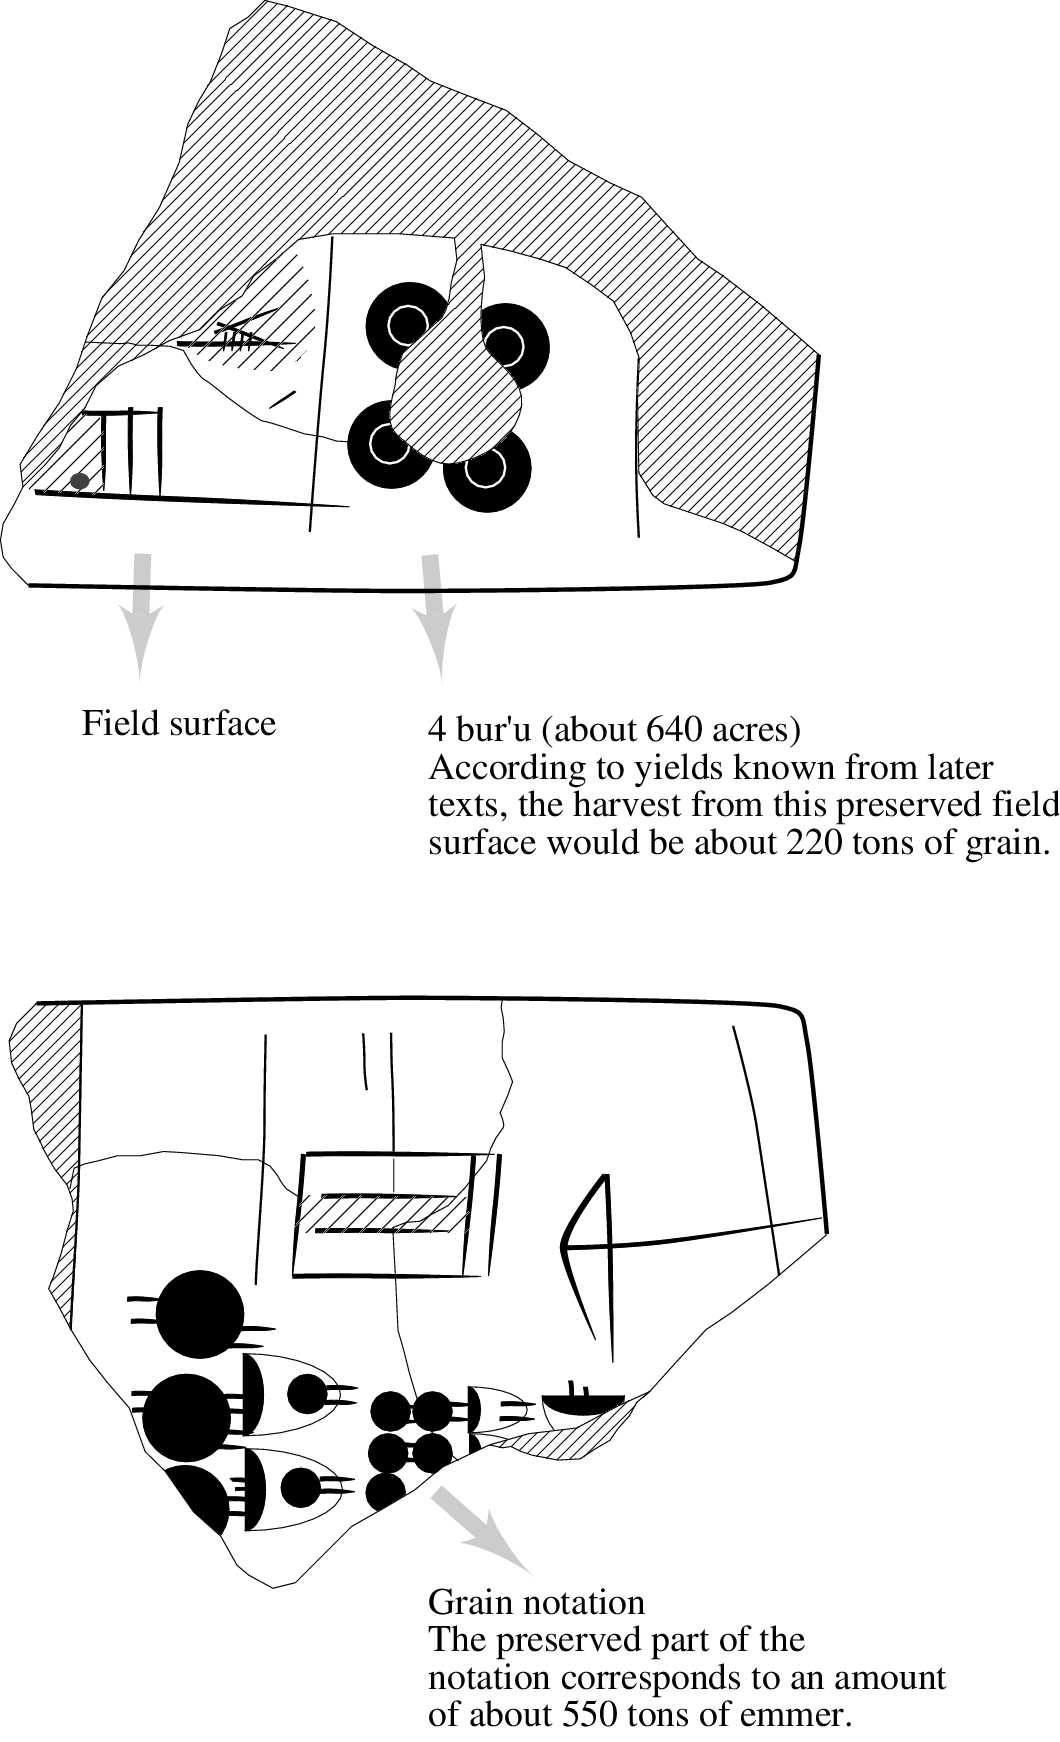 Field surface
4 bur'u (about 640 acres)
According to yields known from later
texts, the harvest from this preserved field
surface would be about 220 tons of grain.
Grain notation
The preserved part of the
notation corresponds to an amount
of about 550 tons of emmer.